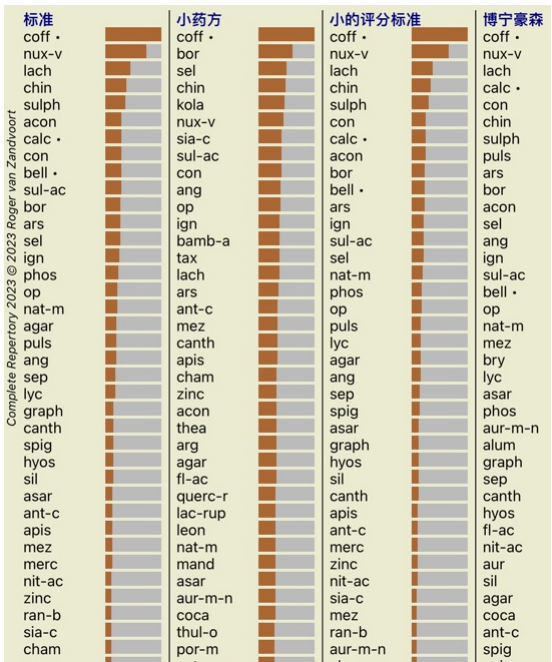 标准
coff •
nux-v
lach
chin
sulph
acon
calc •
con
bell •
sul-ac
bor
ars
sel
ign
phos
op
nat-m
agar
puls
ang
sep
lyc
graph
canth
spig
hyos
sil
asar
ant-c
apis
mez
merc
nit-ac
zinc
ran-b
sia-c
cham
小药方
coff •
bor
sel
chin
kola
nux-v
sia-c
sul-ac
con
ang
op
ign
bamb-a
tax
lach
ars
ant-c
mez
canth
apis
cham
zinc
acon
thea
arg
agar
fl-ac
querc-r
lac-rup
leon
nat-m
mand
asar
aur-m-n
coca
thul-o
por-m
小的评分标准
coff •
nux-v
lach
chin
sulph
con
calc •
acon
bor
bell •
ars
ign
sul-ac
sel
nat-m
phos
op
puls
lyc
agar
ang
sep
spig
asar
graph
hyos
sil
canth
apis
ant-c
merc
zinc
nit-ac
sia-c
mez
ran-b
aur-m-n
博宁豪森
coff •
nux-v
lach
calc •
con
chin
sulph
puls
ars
bor
acon
sel
ang
ign
sul-ac
bell •
op
nat-m
mez
bry
lyc
asar
phos
aur-m-n
alum
graph
sep
canth
hyos
fl-ac
nit-ac
aur
sil
agar
coca
ant-c
spig
Complete Repertory 2023 © 2023 Roger van Zandvoort